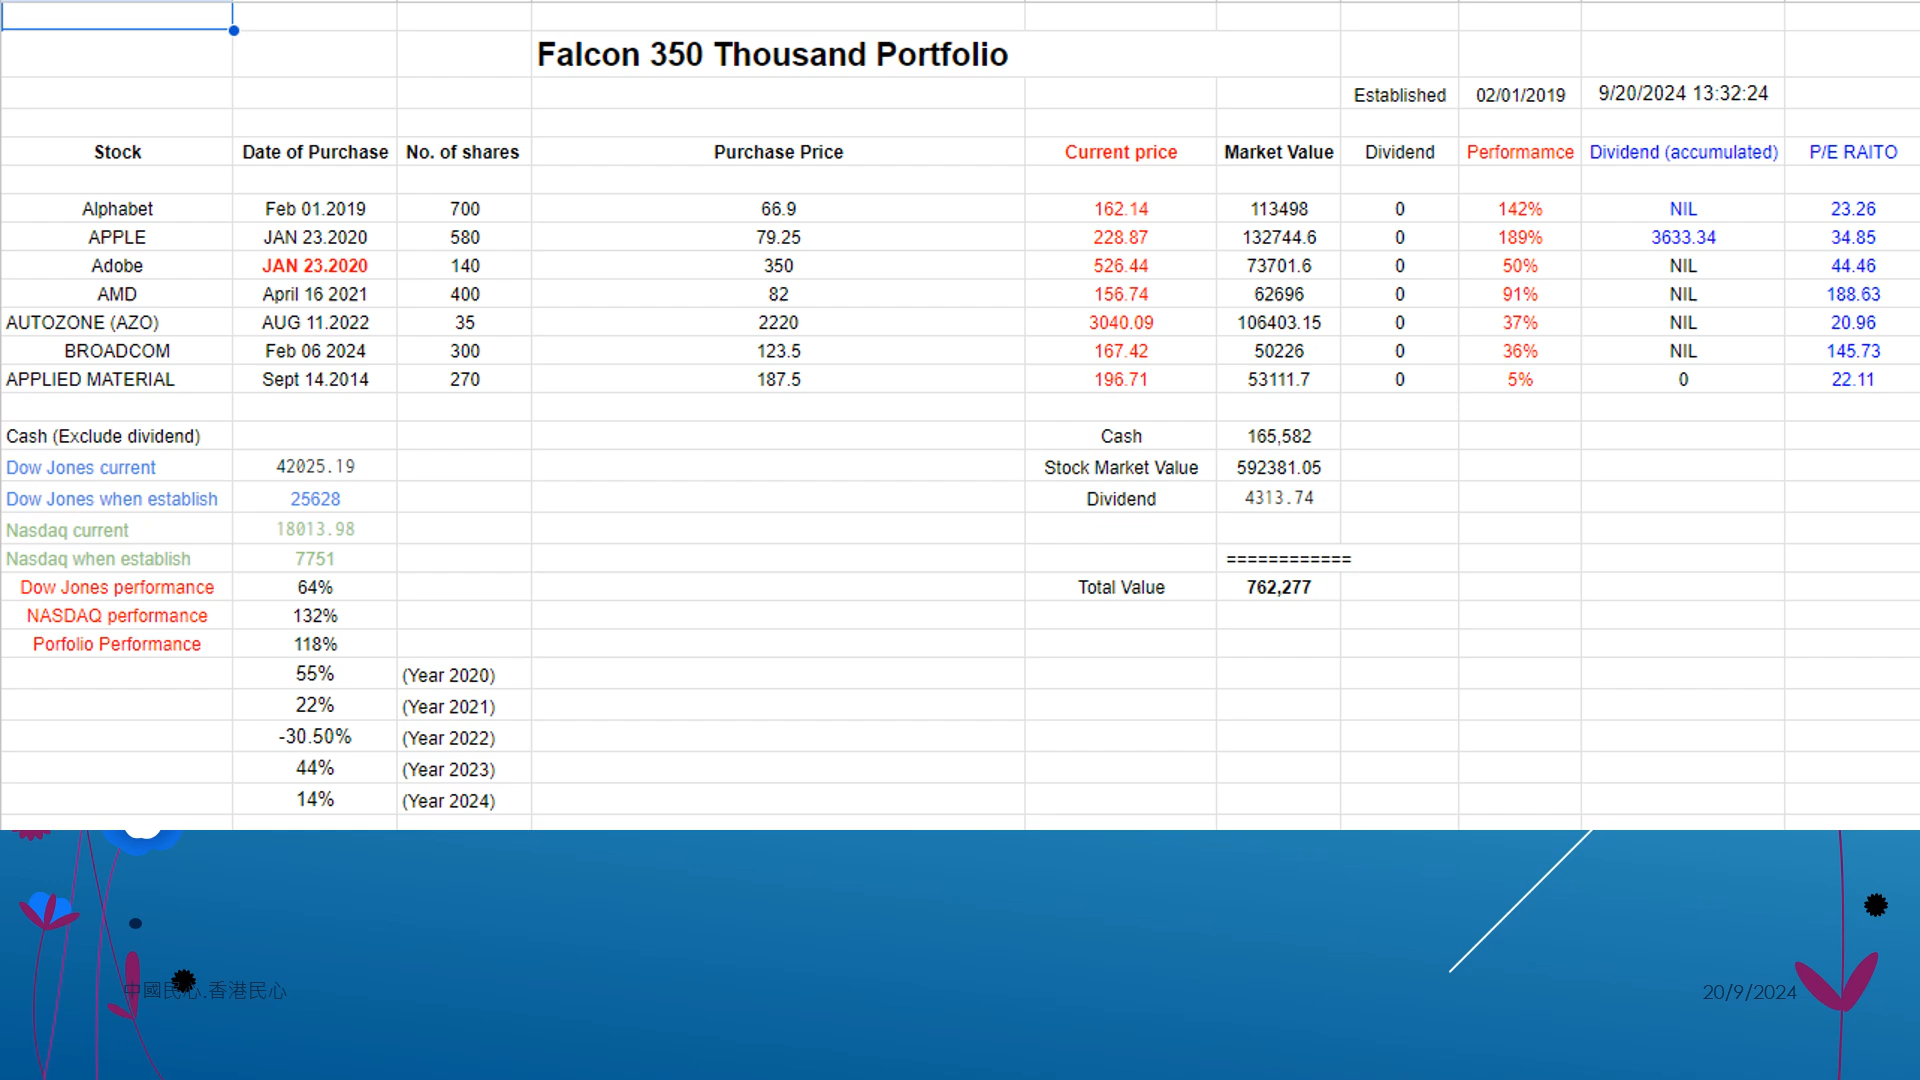 Falcon 350 Thousand Portfolio
Established 02/01/2019 9/20/2024 13:32:24
Stock Date of Purchase No. of shares Purchase Price Current price Market Value Dividend Performamce Dividend (accumulated) P/E RAITO
Alphabet Feb 01.2019 700 66.9 162.14 113498 0 142% NIL 23.26
APPLE JAN 23.2020 580 79.25 228.87 132744.6 0 189% 3633.34 34.85
Adobe JAN 23.2020 140 350 526.44 73701.6 0 50% NIL 44.46
AMD April 16 2021 400 82 156.74 62696 0 91% NIL 188.63
AUTOZONE (AZO) AUG 11.2022 35 2220 3040.09 106403.15 0 37% NIL 20.96
BROADCOM Feb 06 2024 300 123.5 167.42 50226 0 36% NIL 145.73
APPLIED MATERIAL Sept 14.2014 270 187.5 196.71 53111.7 0 5% 0 22.11
Cash (Exclude dividend) Cash 165,582
Dow Jones current 42025.19 Stock Market Value 592381.05
Dow Jones when establish 25628 Dividend 4313.74
Nasdaq current 18013.98
Nasdaq when establish 7751 ============
Dow Jones performance 64% Total Value 762,277
NASDAQ performance 132%
Porfolio Performance 118%
55% (Year 2020)
22% (Year 2021)
-30.50% (Year 2022)
44% (Year 2023)
14% (Year 2024)
中國民心.香港民心 20/9/2024